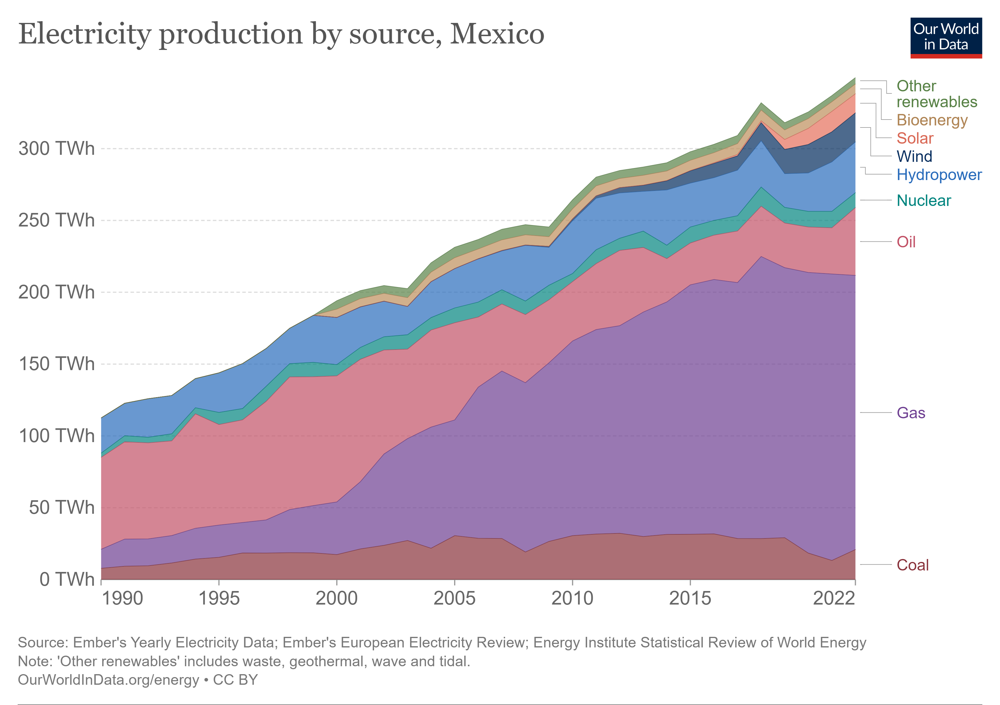 Electricity production by source, Mexico
Our World
in Data
Other
renewables
Bioenergy
Solar
Wind
Hydropower
Nuclear
Oil
Gas
Coal
300 TWh
250 TWh
200 TWh
150 TWh
100 TWh
50 TWh
0 TWh
1990 1995 2000 2005 2010 2015 2022
Source: Ember's Yearly Electricity Data; Ember's European Electricity Review; Energy Institute Statistical Review of World Energy
Note: 'Other renewables' includes waste, geothermal, wave and tidal.
OurWorldInData.org/energy • CC BY